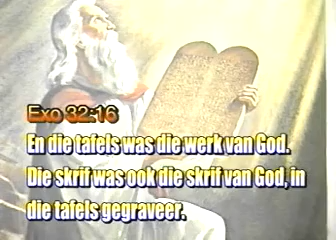 Exo 32:16
En die tafels was die werk van God.
Die skrif was ook die skrif van God, in
die tafels gegraveer.